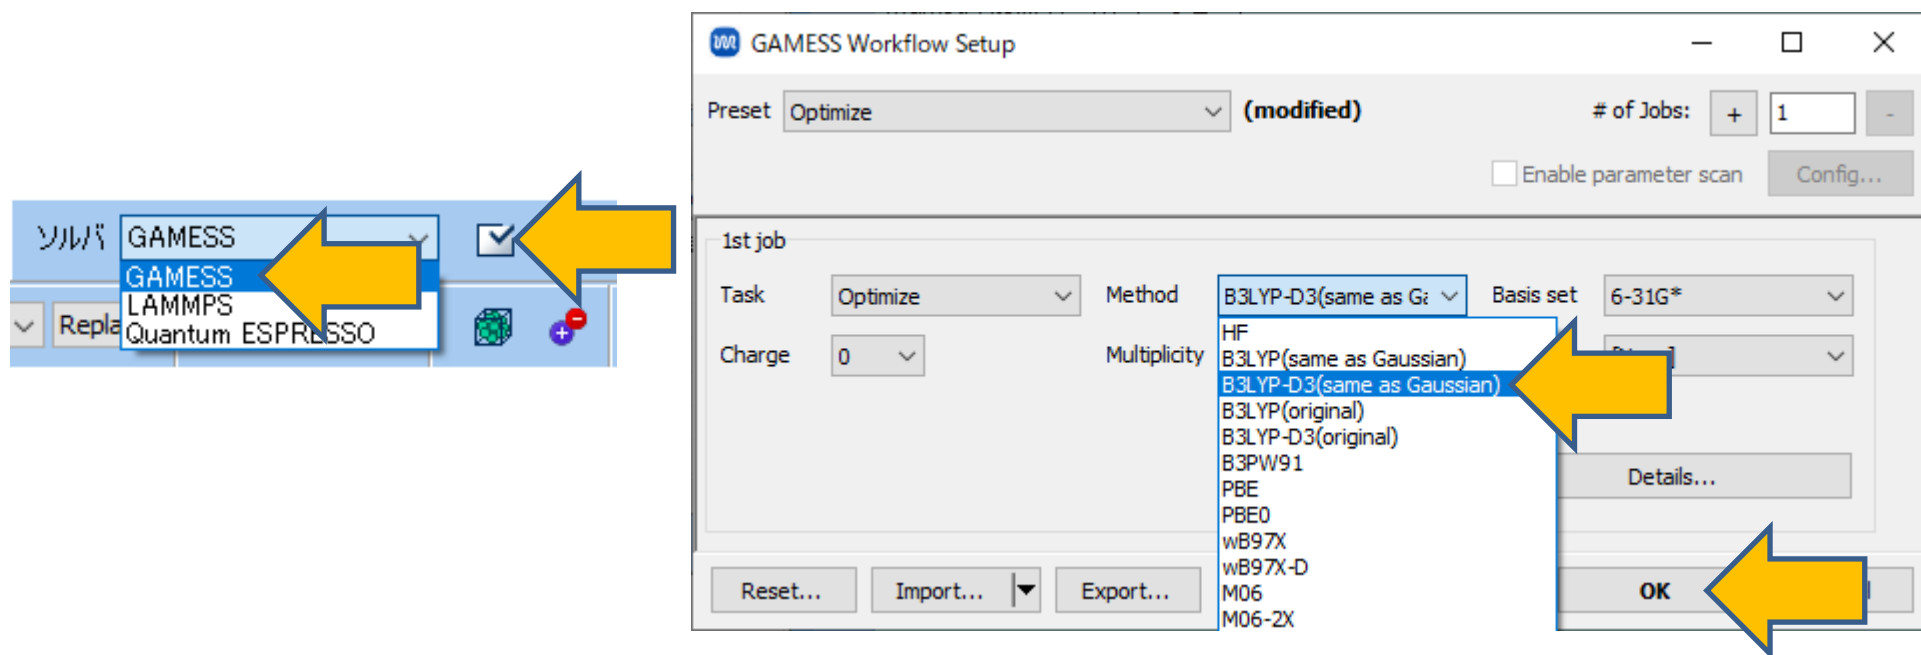 ソルバ GAMESS
GAMESS
LAMMPS
Quantum ESPRESSO
GAMESS Workflow Setup
Preset Optimize (modified) # of Jobs: + 1 -
Enable parameter scan Config...
1st job
Task Optimize Method B3LYP-D3(same as Basis set 6-31G*
Charge 0 Multiplicity
HF
B3LYP(same as Gaussian)
B3LYP-D3(same as Gaussian)
B3LYP(original)
B3LYP-D3(original)
B3PW91
PBE
PBE0
wB97X
wB97X-D
M06
M06-2X
Details...
Reset... Import... Export... OK